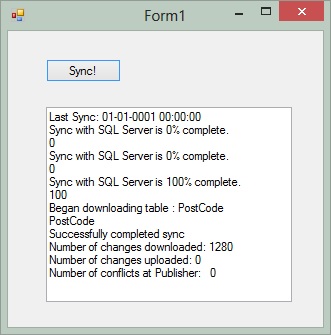 Form1
Sync!
Last Sync: 01-01-0001 00:00:00
Sync with SQL Server is 0% complete.
0
Sync with SQL Server is 0% complete.
0
Sync with SQL Server is 100% complete.
100
Began downloading table : PostCode
PostCode
Successfully completed sync
Number of changes downloaded: 1280
Number of changes uploaded: 0
Number of conflicts at Publisher:   0